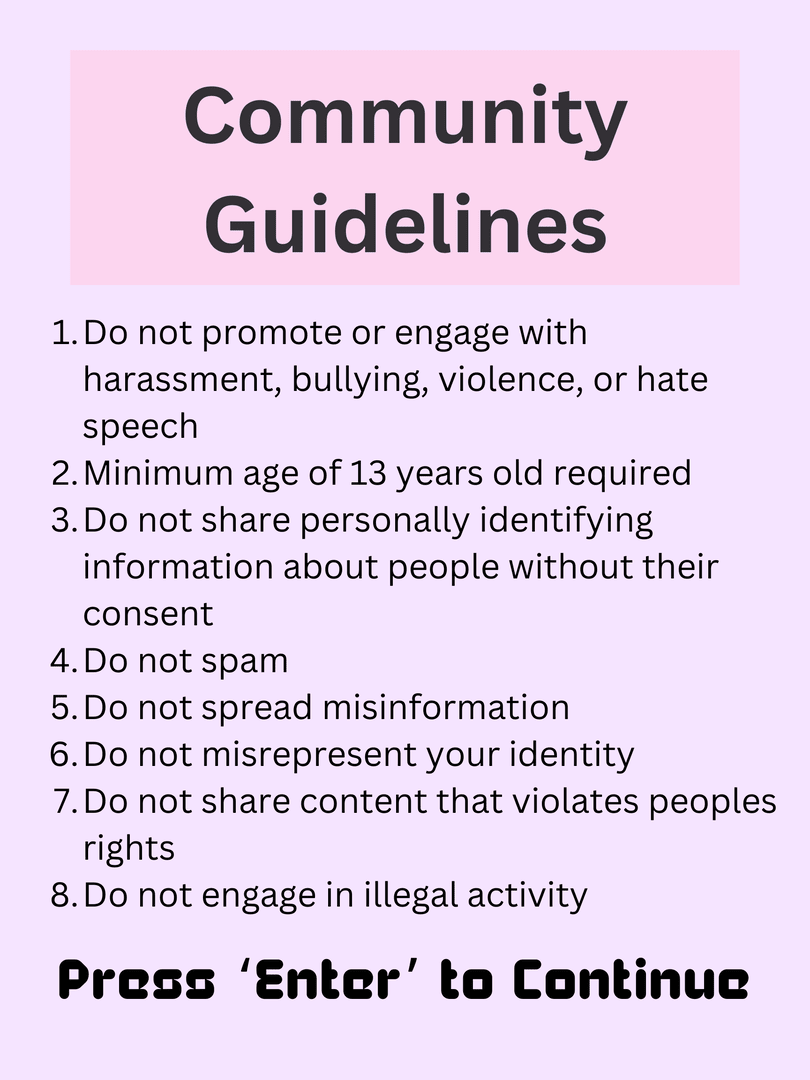 Community
Guidelines
1. Do not promote or engage with
harassment, bullying, violence, or hate
speech
2. Minimum age of 13 years old required
3. Do not share personally identifying
information about people without their
consent
4. Do not spam
5. Do not spread misinformation
6. Do not misrepresent your identity
7. Do not share content that violates peoples
rights
8. Do not engage in illegal activity
Press ‘Enter’ to Continue